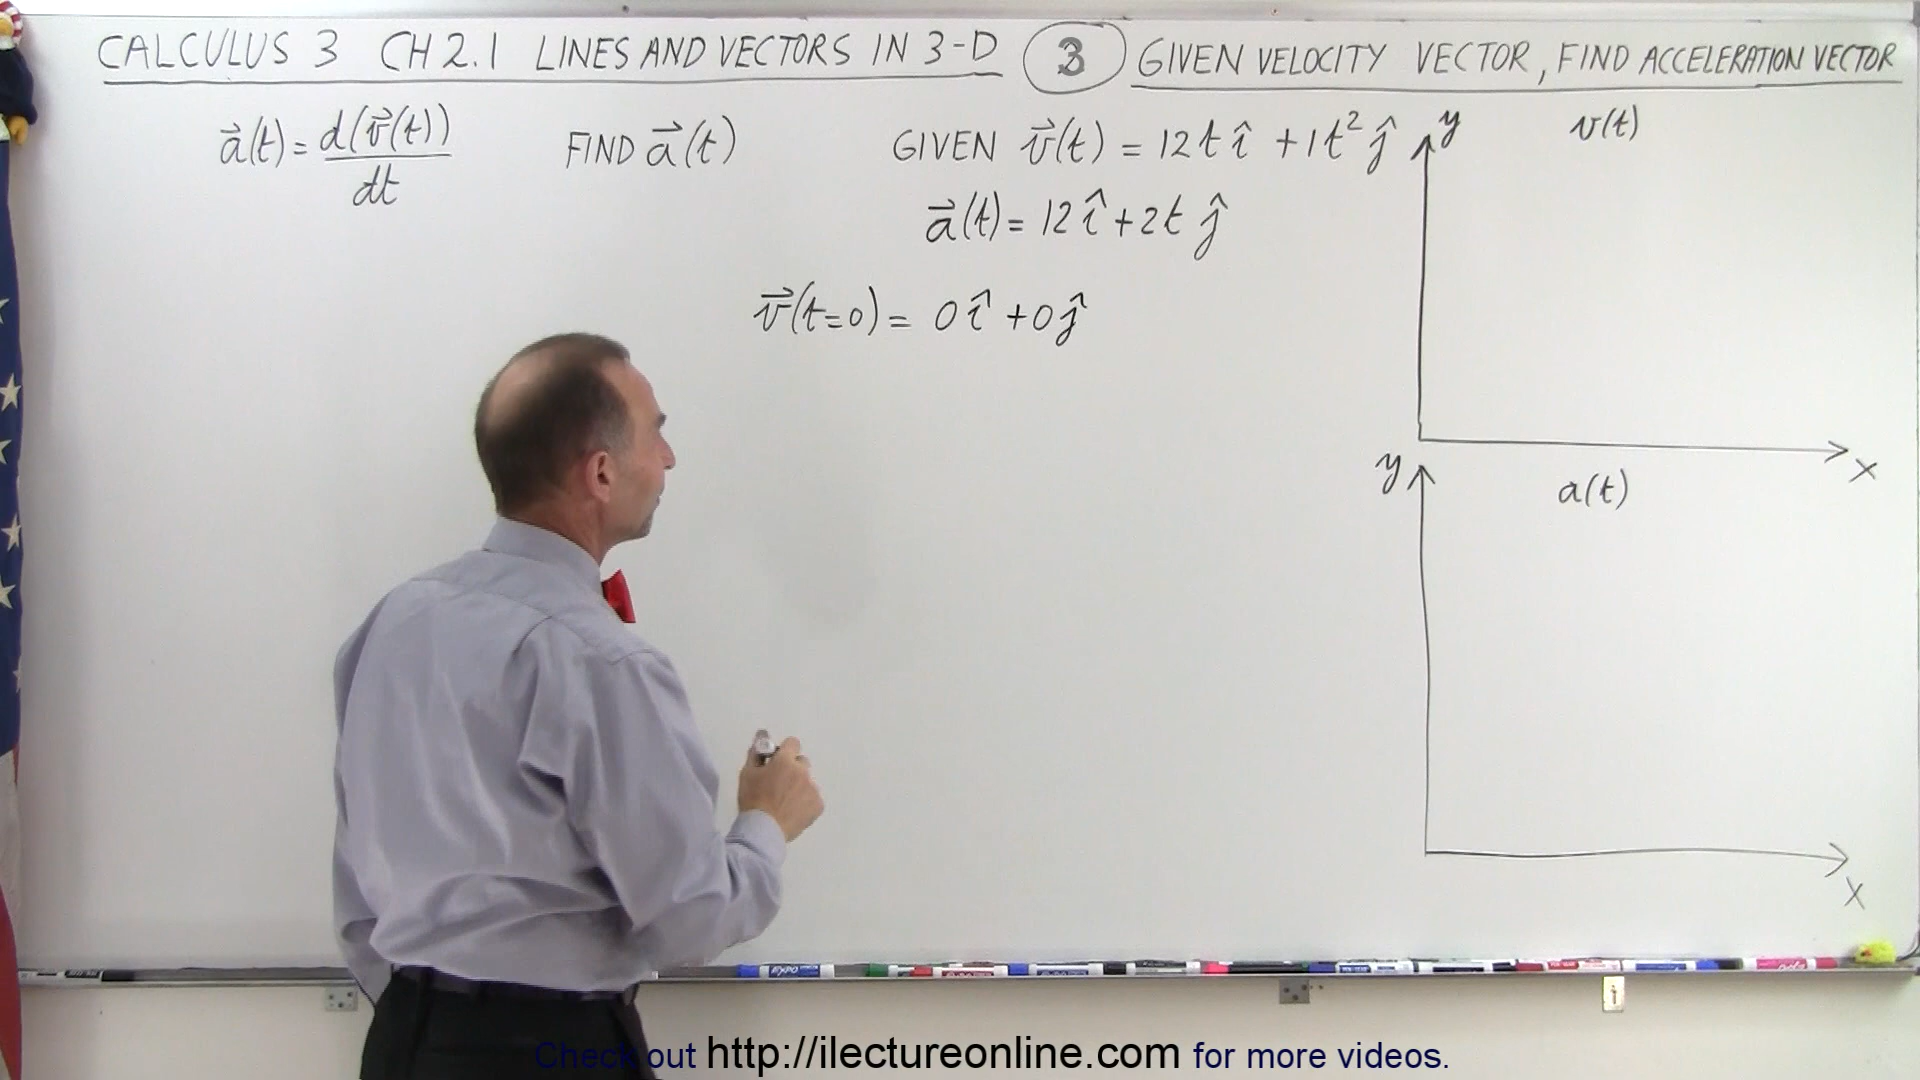 CALCULUS 3 CH 2.1 LINES AND VECTORS IN 3-D ③ GIVEN VELOCITY VECTOR, FIND ACCELERATION VECTOR
a⃗(t) = d(v⃗(t))/dt FIND a⃗(t) GIVEN v⃗(t) = 12t î + 1t² ĵ
a⃗(t) = 12 î + 2t ĵ
v⃗(t=0) = 0 î + 0 ĵ
y v(t)
x
y a(t)
x
EXPO
Check out http://ilectureonline.com for more videos.